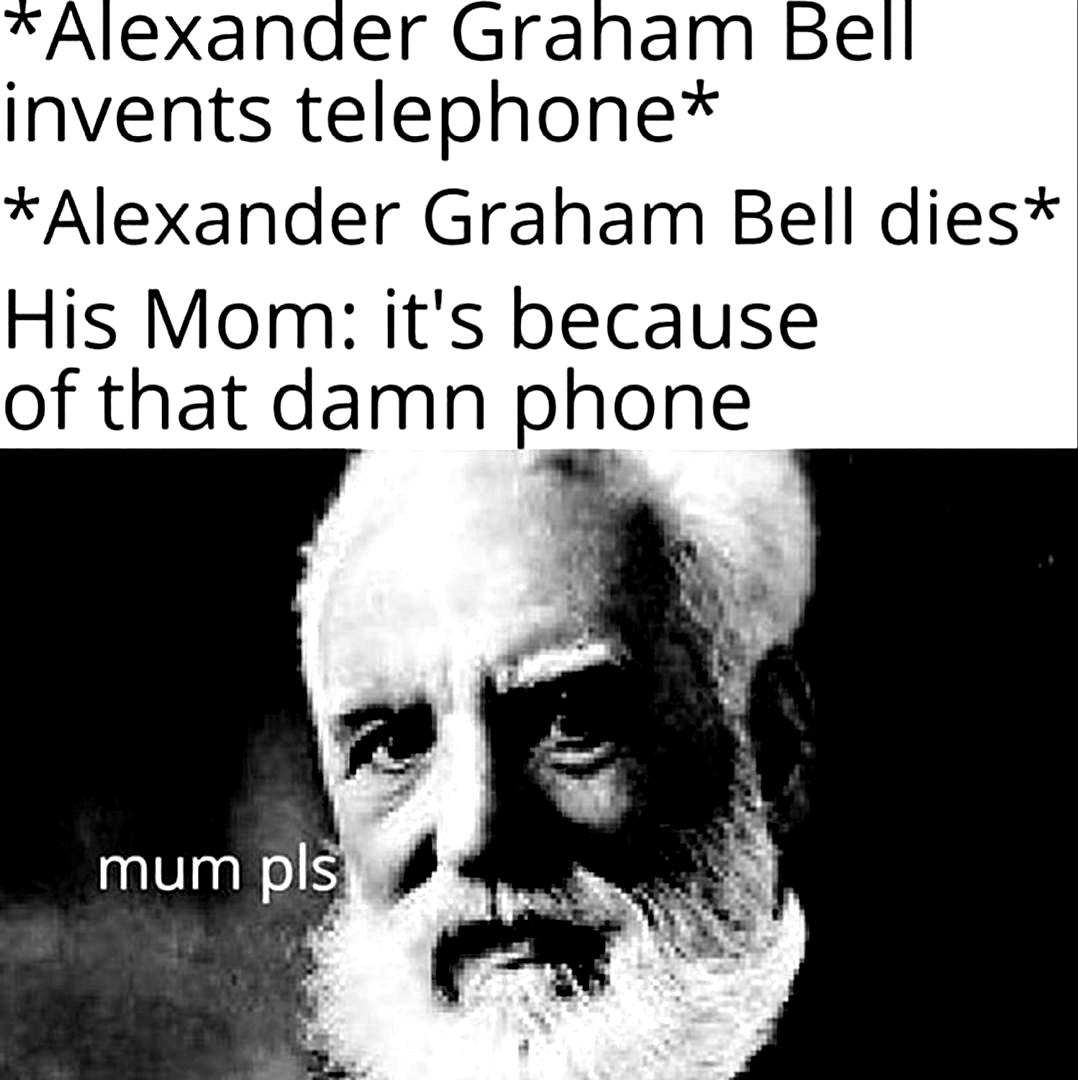 *Alexander Graham Bell
invents telephone*
*Alexander Graham Bell dies*
His Mom: it's because
of that damn phone
mum pls